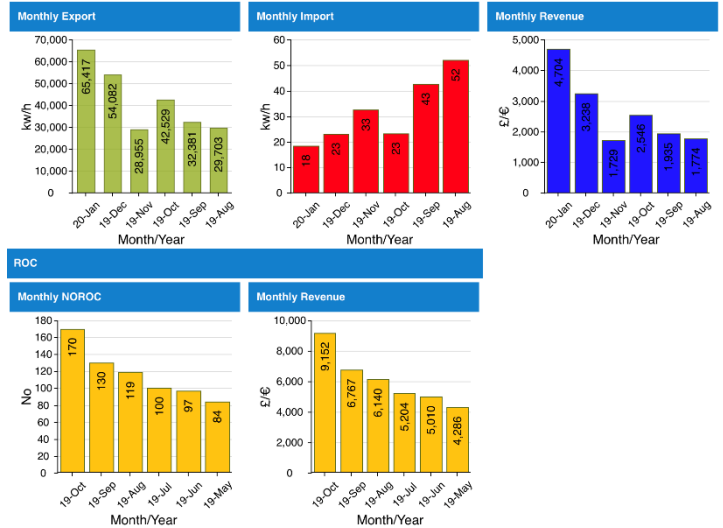 Monthly Export
70,000
60,000
50,000
40,000
30,000
20,000
10,000
0
kw/h
65,417
54,082
28,955
42,529
32,381
29,703
20-Jan
19-Dec
19-Nov
19-Oct
19-Sep
19-Aug
Month/Year
Monthly Import
60
50
40
30
20
10
0
kw/h
18
23
33
23
43
52
20-Jan
19-Dec
19-Nov
19-Oct
19-Sep
19-Aug
Month/Year
Monthly Revenue
5,000
4,000
3,000
2,000
1,000
0
£/€
4,704
3,238
1,729
2,546
1,935
1,774
20-Jan
19-Dec
19-Nov
19-Oct
19-Sep
19-Aug
Month/Year
ROC
Monthly NOROC
180
160
140
120
100
80
60
40
20
0
No
170
130
119
100
97
84
19-Oct
19-Sep
19-Aug
19-Jul
19-Jun
19-May
Month/Year
Monthly Revenue
10,000
8,000
6,000
4,000
2,000
0
£/€
9,152
6,767
6,140
5,204
5,010
4,286
19-Oct
19-Sep
19-Aug
19-Jul
19-Jun
19-May
Month/Year